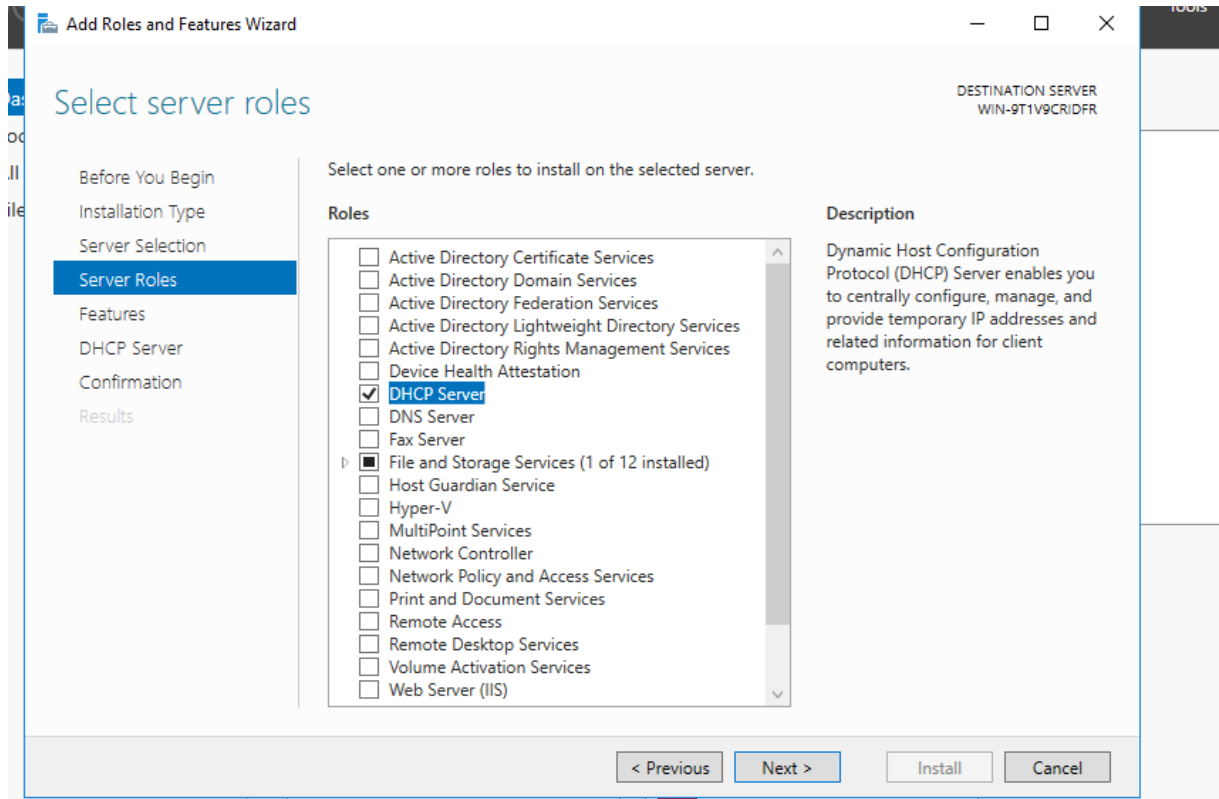 Add Roles and Features Wizard
Tools
Select server roles
DESTINATION SERVER
WIN-9T1V9CRIDFR
Before You Begin
Installation Type
Server Selection
Server Roles
Features
DHCP Server
Confirmation
Results
Select one or more roles to install on the selected server.
Roles
Active Directory Certificate Services
Active Directory Domain Services
Active Directory Federation Services
Active Directory Lightweight Directory Services
Active Directory Rights Management Services
Device Health Attestation
DHCP Server
DNS Server
Fax Server
File and Storage Services (1 of 12 installed)
Host Guardian Service
Hyper-V
MultiPoint Services
Network Controller
Network Policy and Access Services
Print and Document Services
Remote Access
Remote Desktop Services
Volume Activation Services
Web Server (IIS)
Description
Dynamic Host Configuration
Protocol (DHCP) Server enables you
to centrally configure, manage, and
provide temporary IP addresses and
related information for client
computers.
< Previous
Next >
Install
Cancel